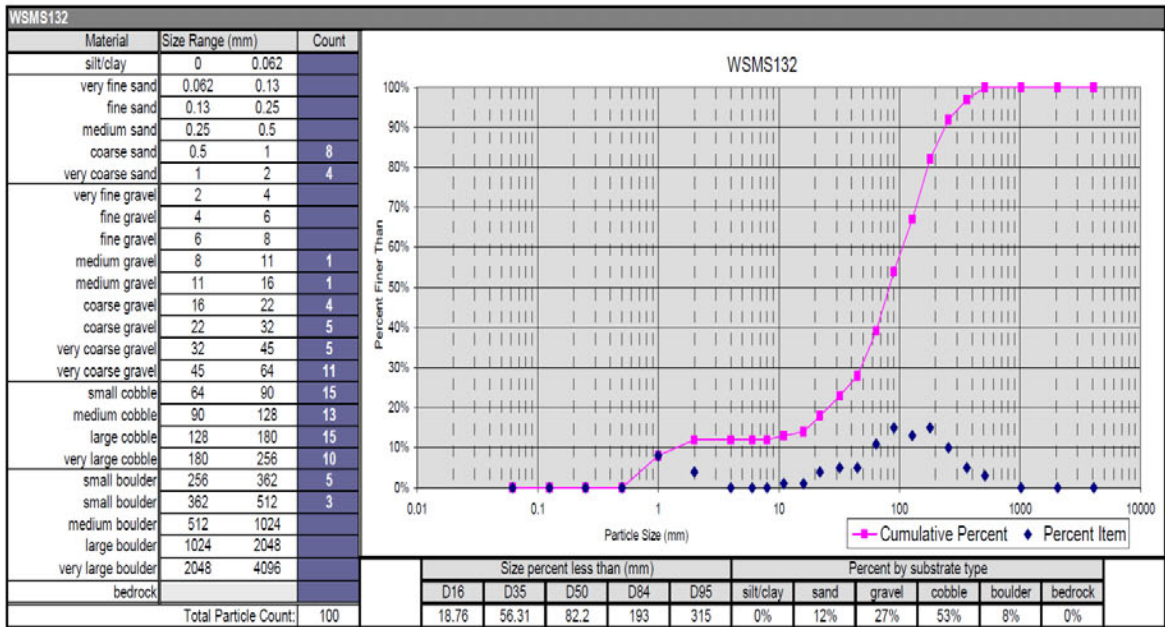 WSMS132
Material Size Range (mm) Count
silt/clay 0 0.062
very fine sand 0.062 0.13
fine sand 0.13 0.25
medium sand 0.25 0.5
coarse sand 0.5 1 8
very coarse sand 1 2 4
very fine gravel 2 4
fine gravel 4 6
fine gravel 6 8
medium gravel 8 11 1
medium gravel 11 16 1
coarse gravel 16 22 4
coarse gravel 22 32 5
very coarse gravel 32 45 5
very coarse gravel 45 64 11
small cobble 64 90 15
medium cobble 90 128 13
large cobble 128 180 15
very large cobble 180 256 10
small boulder 256 362 5
small boulder 362 512 3
medium boulder 512 1024
large boulder 1024 2048
very large boulder 2048 4096
bedrock
Total Particle Count: 100
WSMS132
Percent Finer Than
100%
90%
80%
70%
60%
50%
40%
30%
20%
10%
0%
0.01 0.1 1 10 100 1000 10000
Particle Size (mm)
Cumulative Percent Percent Item
Size percent less than (mm) Percent by substrate type
D16 D35 D50 D84 D95 silt/clay sand gravel cobble boulder bedrock
18.76 56.31 82.2 193 315 0% 12% 27% 53% 8% 0%